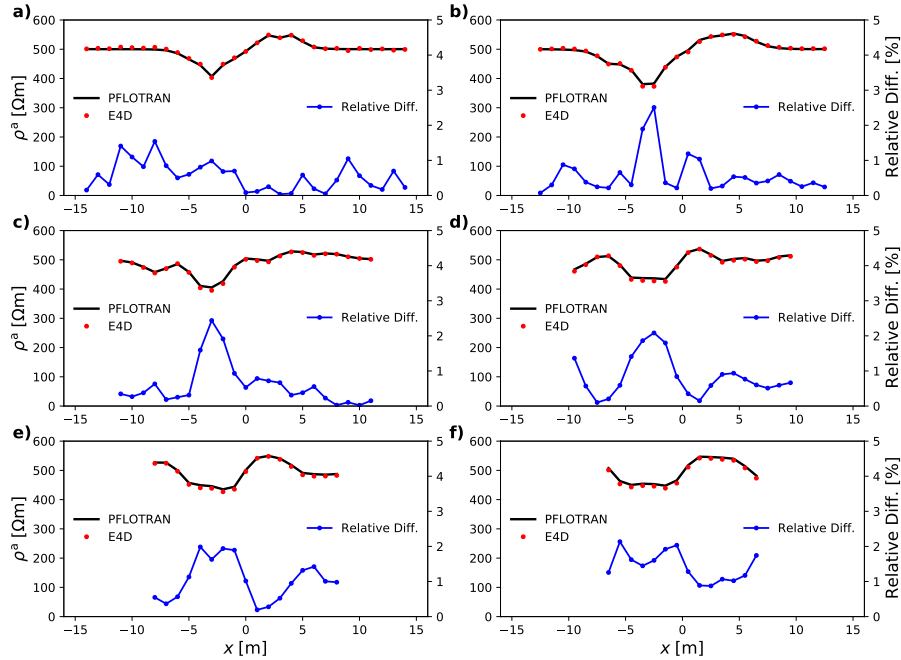 a)
600
500
400
300
200
100
0
ρᵃ [Ωm]
PFLOTRAN
E4D
Relative Diff.
5
4
3
2
1
0
−15 −10 −5 0 5 10 15
b)
600
500
400
300
200
100
0
PFLOTRAN
E4D
Relative Diff.
5
4
3
2
1
0
Relative Diff. [%]
−15 −10 −5 0 5 10 15
c)
600
500
400
300
200
100
0
ρᵃ [Ωm]
PFLOTRAN
E4D
Relative Diff.
5
4
3
2
1
0
−15 −10 −5 0 5 10 15
d)
600
500
400
300
200
100
0
PFLOTRAN
E4D
Relative Diff.
5
4
3
2
1
0
Relative Diff. [%]
−15 −10 −5 0 5 10 15
e)
600
500
400
300
200
100
0
ρᵃ [Ωm]
PFLOTRAN
E4D
Relative Diff.
5
4
3
2
1
0
−15 −10 −5 0 5 10 15
x [m]
f)
600
500
400
300
200
100
0
PFLOTRAN
E4D
Relative Diff.
5
4
3
2
1
0
Relative Diff. [%]
−15 −10 −5 0 5 10 15
x [m]